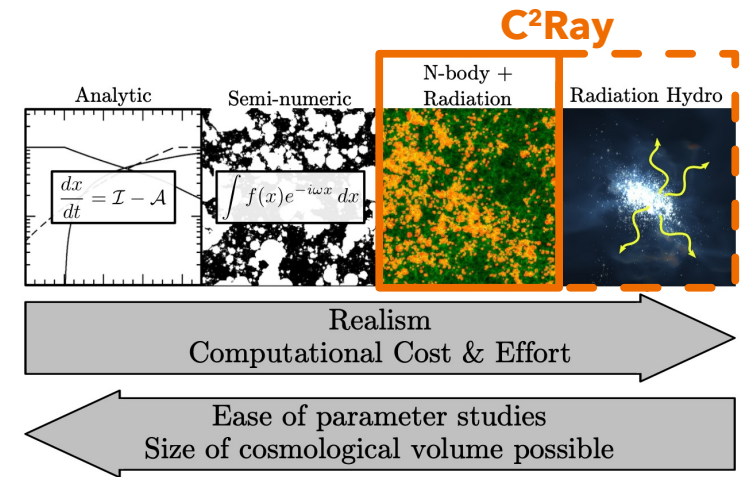 C²Ray
Analytic
Semi-numeric
N-body +
Radiation
Radiation Hydro
dx/dt = ℐ − 𝒜
∫ f(x)e^{−iωx} dx
Realism
Computational Cost & Effort
Ease of parameter studies
Size of cosmological volume possible